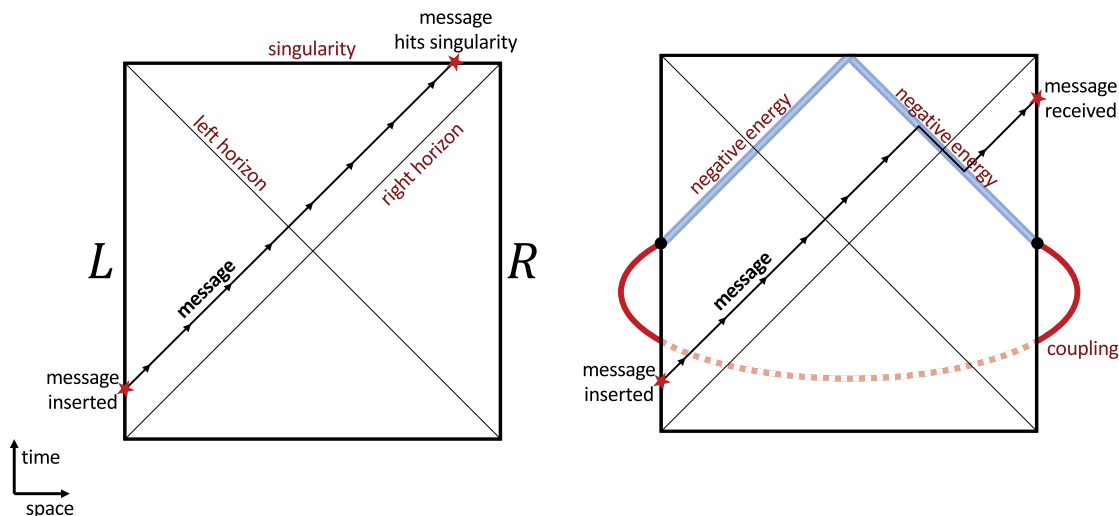 message
hits singularity
singularity
left horizon
right horizon
L
R
message
message
inserted
time
space
negative energy
negative energy
message
received
message
coupling
message
inserted